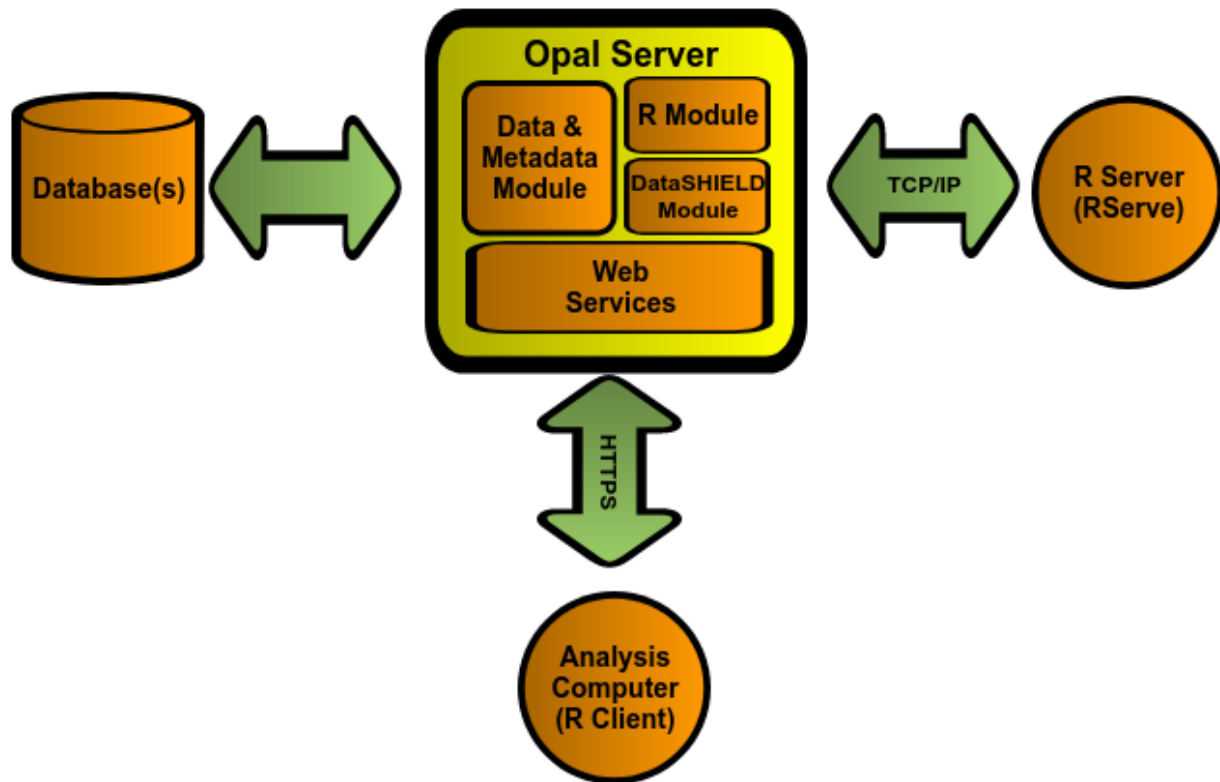 Opal Server
Data &
Metadata
Module
R Module
DataSHIELD
Module
Web
Services
Database(s)
TCP/IP
R Server
(RServe)
HTTPS
Analysis
Computer
(R Client)